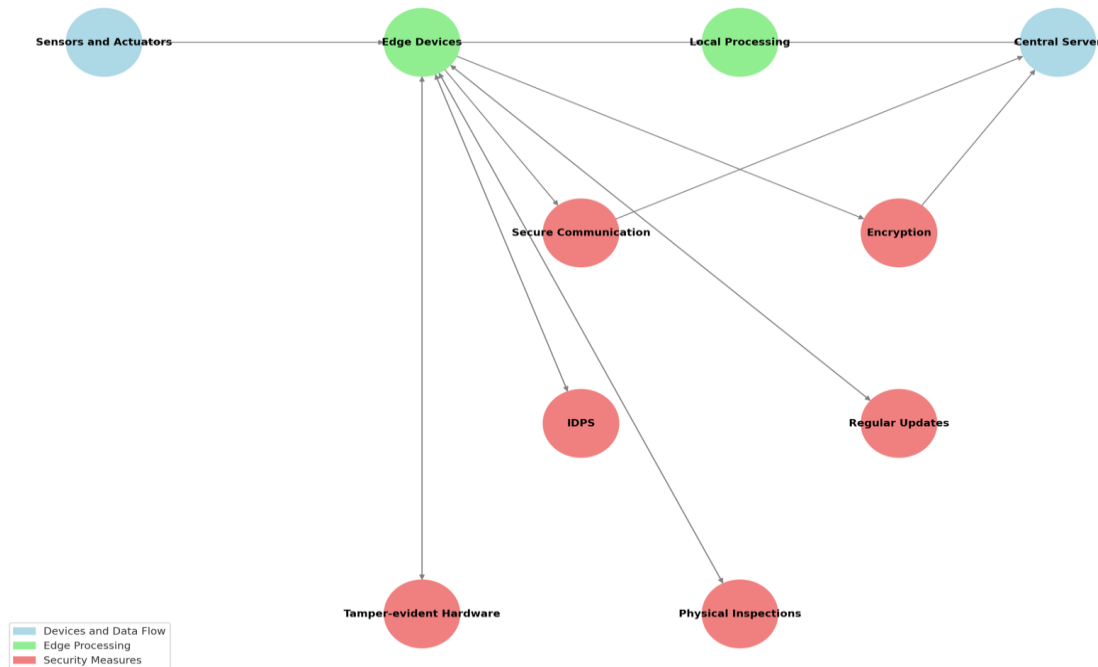 Sensors and Actuators
Edge Devices
Local Processing
Central Server
Secure Communication
Encryption
IDPS
Regular Updates
Tamper-evident Hardware
Physical Inspections
Devices and Data Flow
Edge Processing
Security Measures